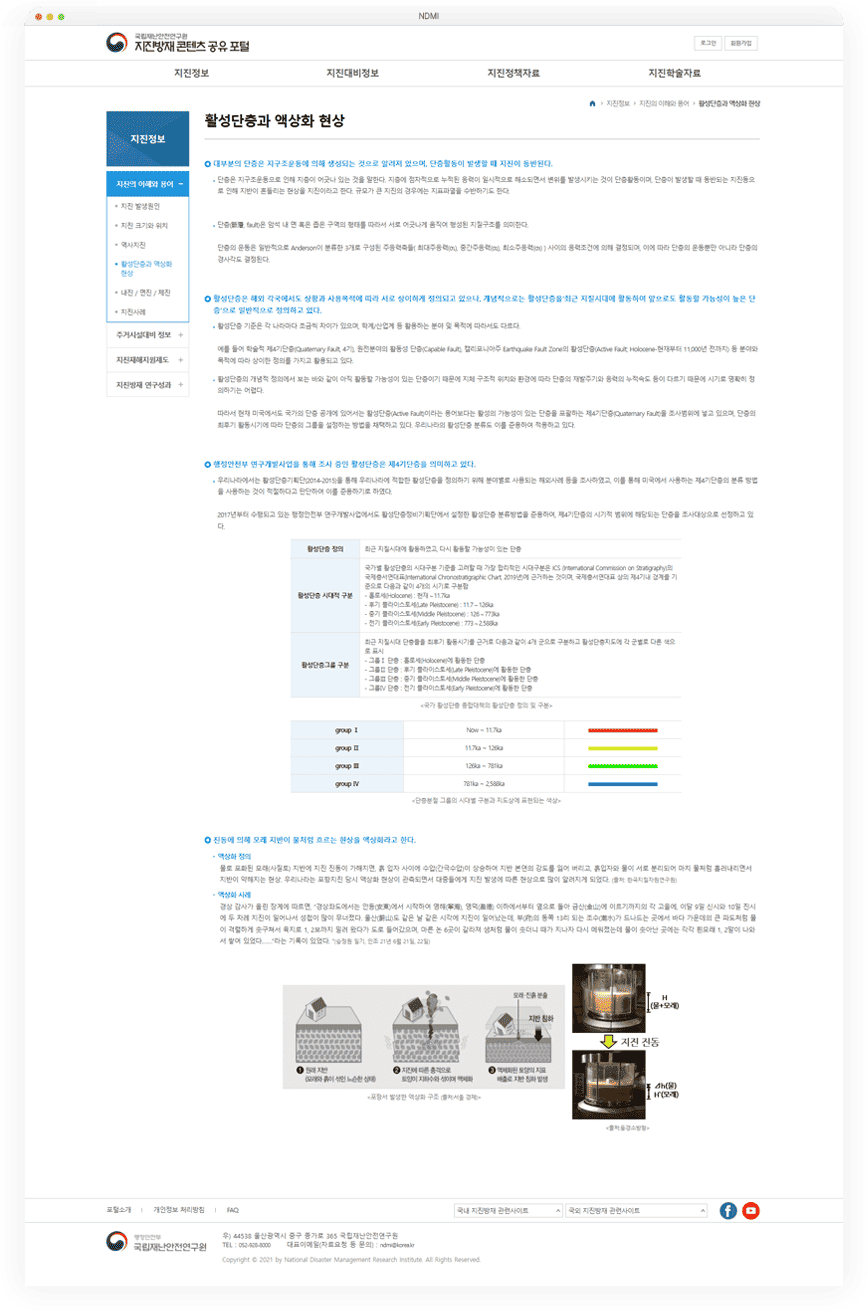 NDMI
국립재난안전연구원
지진방재 콘텐츠 공유 포털
로그인
회원가입
지진정보
지진대비정보
지진정책자료
지진학술자료
지진정보 › 지진의 이해와 용어 › 활성단층과 액상화 현상
지진정보
지진의 이해와 용어 −
지진 발생원인
지진 크기와 위치
역사지진
활성단층과 액상화
현상
내진 / 면진 / 제진
지진사례
주거시설대비 정보 +
지진재해지원제도 +
지진방재 연구성과 +
활성단층과 액상화 현상
대부분의 단층은 지구조운동에 의해 생성되는 것으로 알려져 있으며, 단층활동이 발생할 때 지진이 동반된다.
단층은 지구조운동으로 인해 지층이 어긋나 있는 것을 말한다. 지층에 점차적으로 누적된 응력이 일시적으로 해소되면서 변위를 발생시키는 것이 단층활동이며, 단층이 발생할 때 동반되는 지진동으
로 인해 지반이 흔들리는 현상을 지진이라고 한다. 규모가 큰 지진의 경우에는 지표파열을 수반하기도 한다.
단층(斷層, fault)은 암석 내 면 혹은 좁은 구역의 형태를 따라서 서로 어긋나게 움직여 형성된 지질구조를 의미한다.
단층의 운동은 일반적으로 Anderson이 분류한 3개로 구성된 주응력축들( 최대주응력(σ₁), 중간주응력(σ₂), 최소주응력(σ₃) ) 사이의 응력조건에 의해 결정되며, 이에 따라 단층의 운동뿐만 아니라 단층의
경사각도 결정된다.
활성단층은 해외 각국에서도 상황과 사용목적에 따라 서로 상이하게 정의되고 있으나, 개념적으로는 활성단층을‘최근 지질시대에 활동하여 앞으로도 활동할 가능성이 높은 단
층’으로 일반적으로 정의하고 있다.
활성단층 기준은 각 나라마다 조금씩 차이가 있으며, 학계/산업계 등 활용하는 분야 및 목적에 따라서도 다르다.
예를 들어 학술적 제4기단층(Quaternary Fault, 4기), 원전분야의 활동성 단층(Capable Fault), 캘리포니아주 Earthquake Fault Zone의 활성단층(Active Fault; Holocene-현재부터 11,000년 전까지) 등 분야와
목적에 따라 상이한 정의를 가지고 활용되고 있다.
활성단층의 개념적 정의에서 보는 바와 같이 아직 활동할 가능성이 있는 단층이기 때문에 지체 구조적 위치와 환경에 따라 단층의 재발주기와 응력의 누적속도 등이 다르기 때문에 시기로 명확히 정
의하기는 어렵다.
따라서 현재 미국에서도 국가의 단층 공개에 있어서는 활성단층(Active Fault)이라는 용어보다는 활성의 가능성이 있는 단층을 포괄하는 제4기단층(Quaternary Fault)을 조사범위에 넣고 있으며, 단층의
최후기 활동시기에 따라 단층의 그룹을 설정하는 방법을 채택하고 있다. 우리나라의 활성단층 분류도 이를 준용하여 적용하고 있다.
행정안전부 연구개발사업을 통해 조사 중인 활성단층은 제4기단층을 의미하고 있다.
우리나라에서는 활성단층기획단(2014-2015)을 통해 우리나라에 적합한 활성단층을 정의하기 위해 분야별로 사용되는 해외사례 등을 조사하였고, 이를 통해 미국에서 사용하는 제4기단층의 분류 방법
을 사용하는 것이 적절하다고 판단하여 이를 준용하기로 하였다.
2017년부터 수행되고 있는 행정안전부 연구개발사업에서도 활성단층정비기획단에서 설정한 활성단층 분류방법을 준용하여, 제4기단층의 시기적 범위에 해당되는 단층을 조사대상으로 선정하고 있
다.
활성단층 정의
최근 지질시대에 활동하였고, 다시 활동할 가능성이 있는 단층
활성단층 시대적 구분
국가별 활성단층의 시대구분 기준을 고려할 때 가장 합리적인 시대구분은 ICS (International Commission on Stratigraphy)의
국제층서연대표(International Chronostratigraphic Chart, 2019년)에 근거하는 것이며, 국제층서연대표 상의 제4기내 경계를 기
준으로 다음과 같이 4개의 시기로 구분함
- 홀로세(Holocene) : 현재 ~ 11.7ka
- 후기 플라이스토세(Late Pleistocene) : 11.7 ~ 126ka
- 중기 플라이스토세(Middle Pleistocene) : 126 ~ 773ka
- 전기 플라이스토세(Early Pleistocene) : 773 ~ 2,588ka
활성단층그룹 구분
최근 지질시대 단층들을 최후기 활동시기를 근거로 다음과 같이 4개 군으로 구분하고 활성단층지도에 각 군별로 다른 색으
로 표시
- 그룹Ⅰ 단층 : 홀로세(Holocene)에 활동한 단층
- 그룹Ⅱ 단층 : 후기 플라이스토세(Late Pleistocene)에 활동한 단층
- 그룹Ⅲ 단층 : 중기 플라이스토세(Middle Pleistocene)에 활동한 단층
- 그룹Ⅳ 단층 : 전기 플라이스토세(Early Pleistocene)에 활동한 단층
<국가 활성단층 종합대책의 활성단층 정의 및 구분>
group Ⅰ Now ~ 11.7ka
group Ⅱ 11.7ka ~ 126ka
group Ⅲ 126ka ~ 781ka
group Ⅳ 781ka ~ 2,588ka
<단층분절 그룹의 시대별 구분과 지도상에 표현되는 색상>
진동에 의해 모래 지반이 물처럼 흐르는 현상을 액상화라고 한다.
액상화 정의
물로 포화된 모래(사질토) 지반에 지진 진동이 가해지면, 흙 입자 사이에 수압(간극수압)이 상승하여 지반 본연의 강도를 잃어 버리고, 흙입자와 물이 서로 분리되어 마치 물처럼 흘러내리면서
지반이 약해지는 현상. 우리나라는 포항지진 당시 액상화 현상이 관측되면서 대중들에게 지진 발생에 따른 현상으로 많이 알려지게 되었다. (출처: 한국지질자원연구원)
액상화 사례
경상 감사가 올린 장계에 따르면, “경상좌도에서는 안동(安東)에서 시작하여 영해(寧海), 영덕(盈德) 이하에서부터 옆으로 돌아 금산(金山)에 이르기까지의 각 고을에, 이달 9일 신시와 10일 진시
에 두 차례 지진이 일어나서 성첩이 많이 무너졌다. 울산(蔚山)도 같은 날 같은 시각에 지진이 일어났는데, 부(府)의 동쪽 13리 되는 조수(潮水)가 드나드는 곳에서 바다 가운데의 큰 파도처럼 물
이 격렬하게 솟구쳐서 육지로 1, 2보까지 밀려 왔다가 도로 들어갔으며, 마른 논 6곳이 갈라져 샘처럼 물이 솟더니 때가 지나자 다시 메워졌는데 물이 솟아난 곳에는 각각 흰모래 1, 2말이 나와
서 쌓여 있었다......”라는 기록이 있었다. “(승정원 일기, 인조 21년 6월 21일, 22일)
모래·진흙 분출
지반 침하
❶ 원래 지반
(모래와 흙이 섞인 느슨한 상태)
❷ 지진에 따른 충격으로
토양이 지하수와 섞이며 액체화
❸ 액체화된 토양의 지표
배출로 지반 침하 발생
<포항서 발생한 액상화 구조 (출처:서울 경제)>
H
(물+모래)
지진 진동
⊿h(물)
H'(모래)
포털소개
개인정보 처리방침
FAQ
국내 지진방재 관련사이트
국외 지진방재 관련사이트
행정안전부
국립재난안전연구원
우) 44538 울산광역시 중구 종가로 365 국립재난안전연구원
TEL : 052-928-8000 대표이메일(자료요청 등 문의) : ndmi@korea.kr
Copyright © 2021 by National Disaster Management Research Institute. All Rights Reserved.